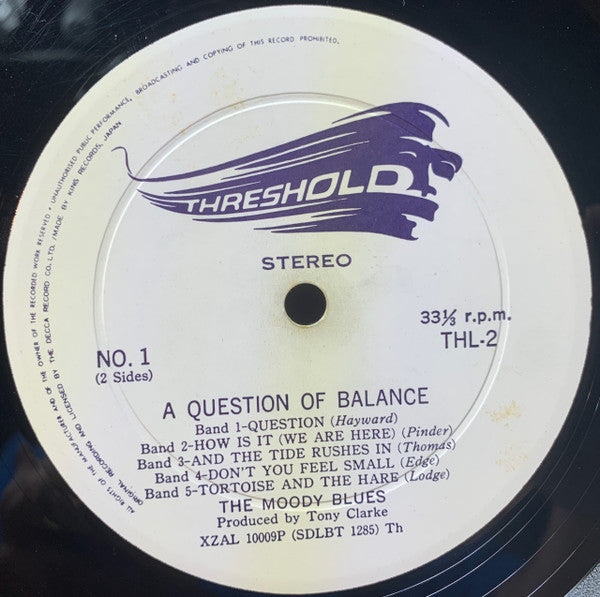 ALL RIGHTS OF THE MANUFACTURER AND OF THE OWNER OF THE RECORDED WORK RESERVED • UNAUTHORISED PUBLIC PERFORMANCE, BROADCASTING AND COPYING OF THIS RECORD PROHIBITED.
ORIGINAL RECORDING AND LICENSED BY THE DECCA RECORD CO. LTD. /MADE BY KING RECORDS, JAPAN
THRESHOLD
STEREO
33⅓ r.p.m.
THL-2
NO. 1
(2 Sides)
A QUESTION OF BALANCE
Band 1-QUESTION (Hayward)
Band 2-HOW IS IT (WE ARE HERE) (Pinder)
Band 3-AND THE TIDE RUSHES IN (Thomas)
Band 4-DON'T YOU FEEL SMALL (Edge)
Band 5-TORTOISE AND THE HARE (Lodge)
THE MOODY BLUES
Produced by Tony Clarke
XZAL 10009P (SDLBT 1285) Th